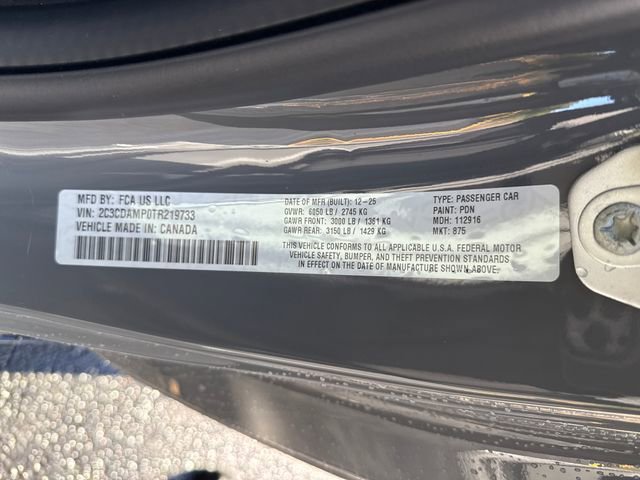 MFD BY: FCA US LLC
VIN: 2C3CDAMP0TR219733
VEHICLE MADE IN: CANADA
DATE OF MFR (BUILT): 12-25
GVWR: 6050 LB / 2745 KG
GAWR FRONT: 3000 LB / 1361 KG
GAWR REAR: 3150 LB / 1429 KG
TYPE: PASSENGER CAR
PAINT: PDN
MDH: 112916
MKT: 875
THIS VEHICLE CONFORMS TO ALL APPLICABLE U.S.A. FEDERAL MOTOR
VEHICLE SAFETY, BUMPER, AND THEFT PREVENTION STANDARDS
IN EFFECT ON THE DATE OF MANUFACTURE SHOWN ABOVE.